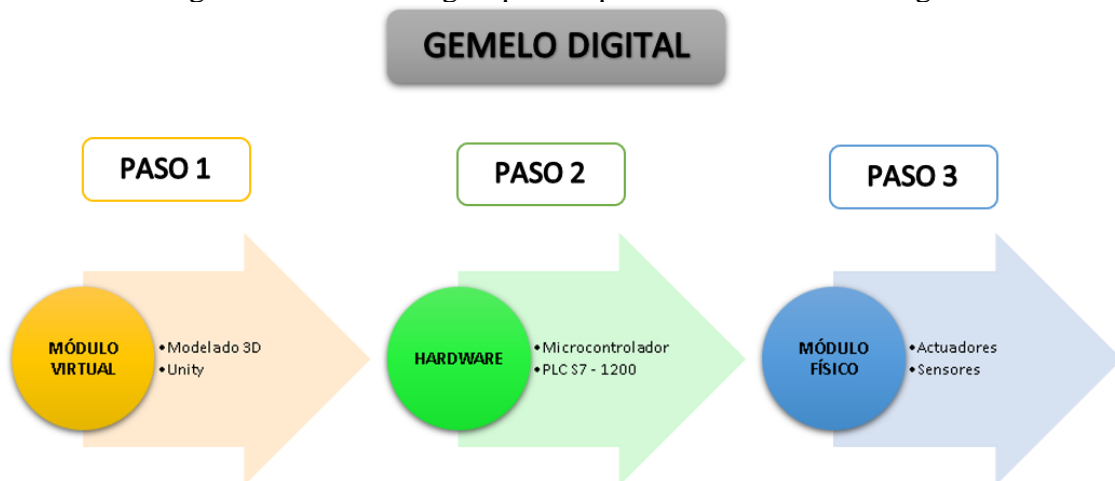 GEMELO DIGITAL
PASO 1
PASO 2
PASO 3
MÓDULO
VIRTUAL
•Modelado 3D
•Unity
HARDWARE
•Microcontrolador
•PLC S7 - 1200
MÓDULO
FÍSICO
•Actuadores
•Sensores